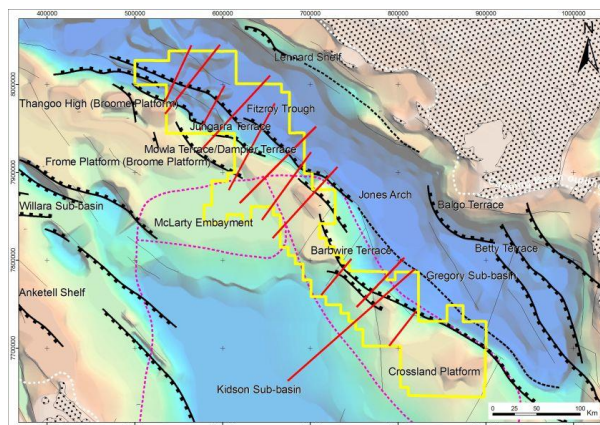 400000 500000 600000 700000 800000 900000 1000000
N
Lennard Shelf
8000000
Thangoo High (Broome Platform)
Fitzroy Trough
Jungarra Terrace
Mowla Terrace/Dampier Terrace
7900000
Frome Platform (Broome Platform)
Willara Sub-basin
Jones Arch
Balgo Terrace
McLarty Embayment
Barbwire Terrace
Betty Terrace
7800000
Gregory Sub-basin
Anketell Shelf
7700000
Crossland Platform
Kidson Sub-basin
0 25 50 100
Km